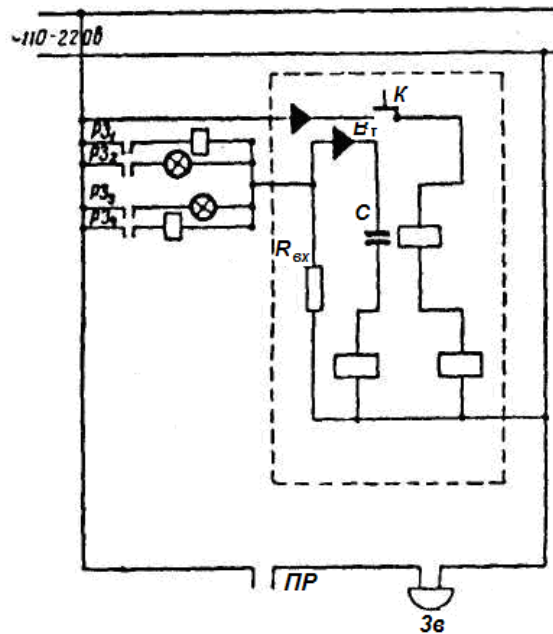 ~110-220в
К
РЗ₁
Вт
РЗ₂
РЗ₃
С
РЗ₄
Rвх
ПР
Зв